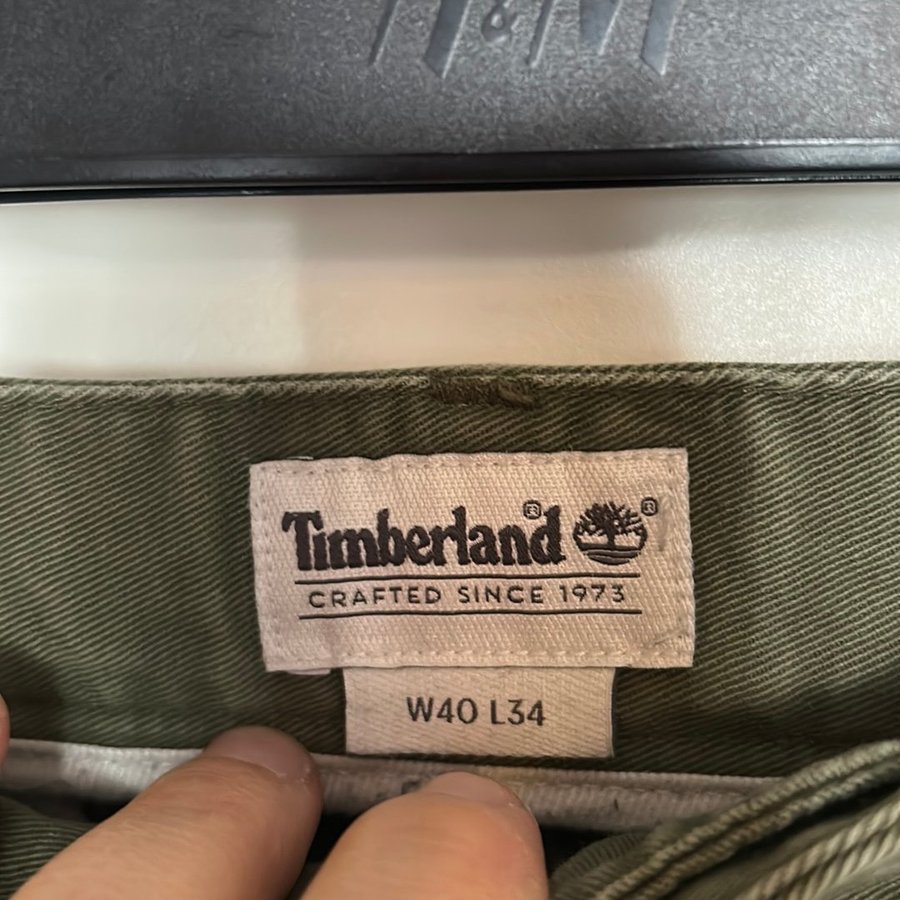 H&M
Timberland® ®
CRAFTED SINCE 1973
W40 L34